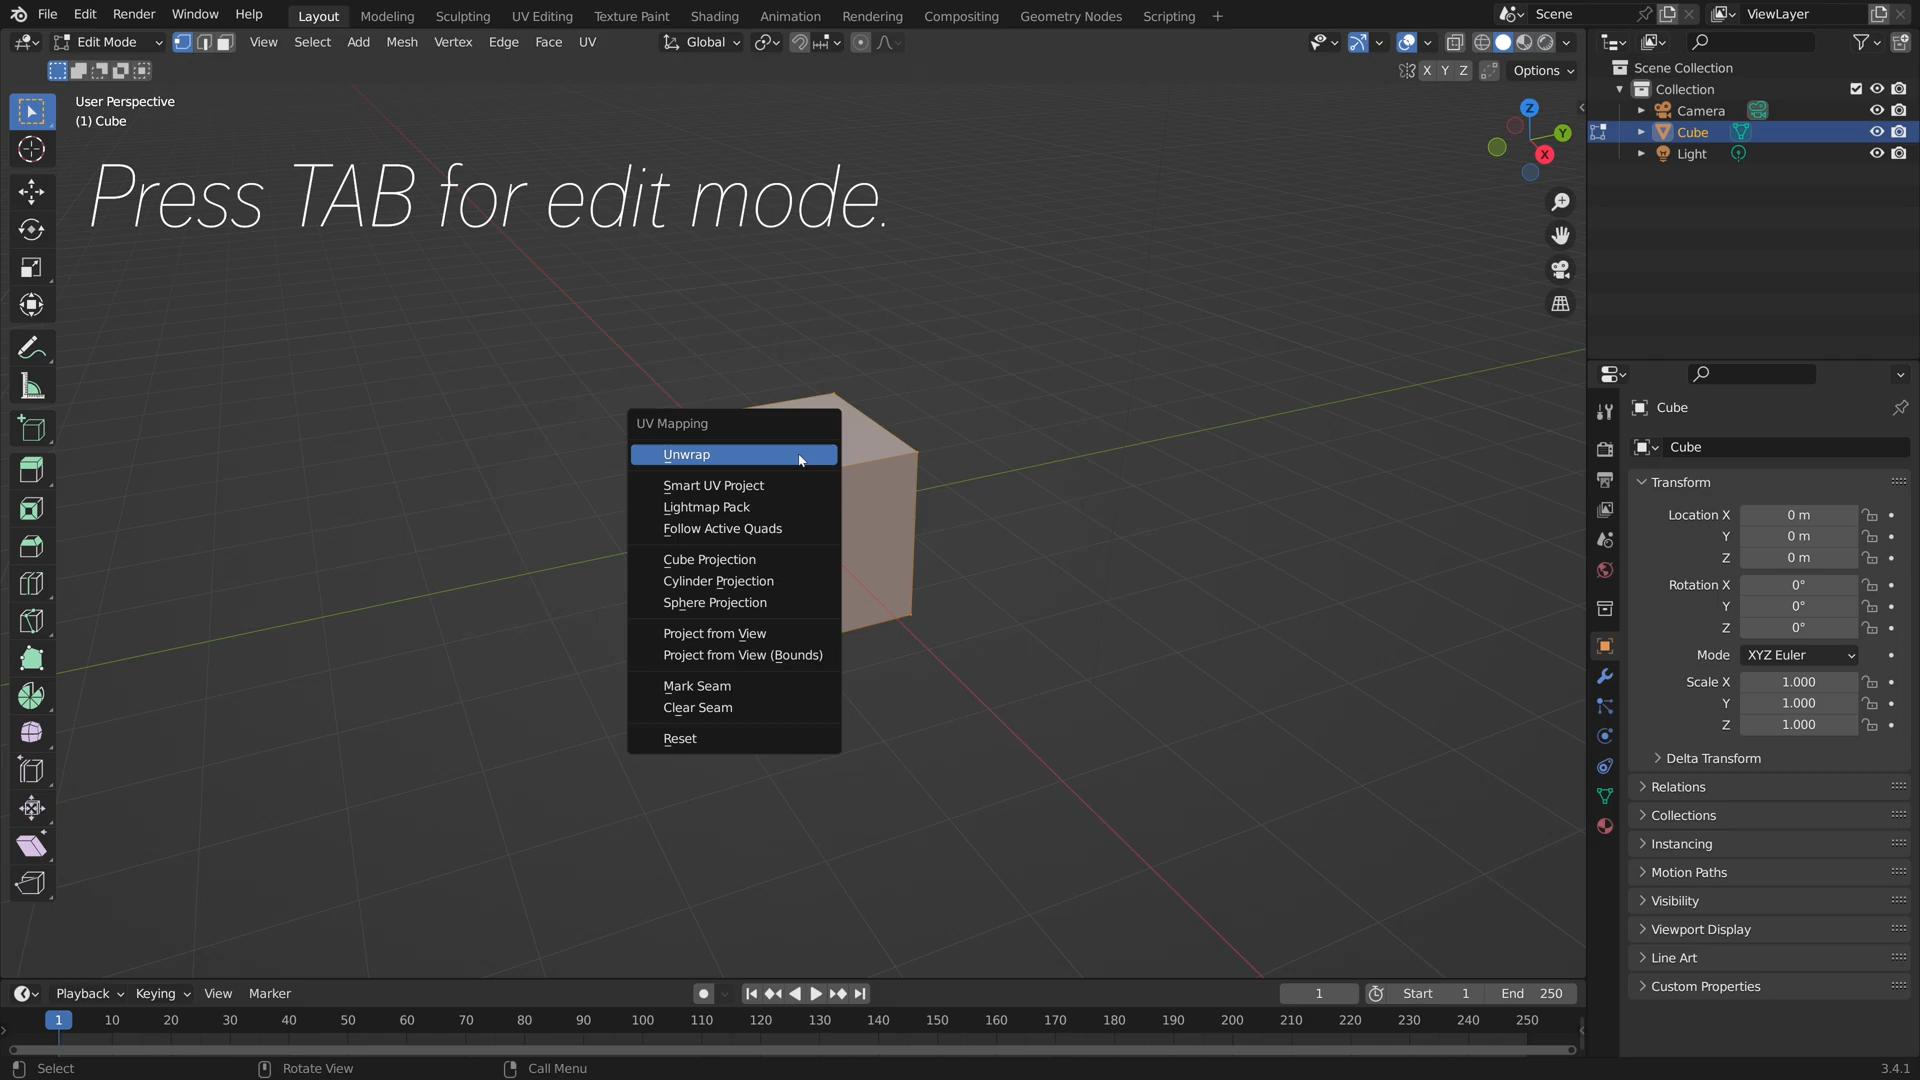 File Edit Render Window Help Layout Modeling Sculpting UV Editing Texture Paint Shading Animation Rendering Compositing Geometry Nodes Scripting + Scene ViewLayer
Edit Mode View Select Add Mesh Vertex Edge Face UV Global
X Y Z Options
User Perspective
(1) Cube
Press TAB for edit mode.
Z
Y
X
UV Mapping
Unwrap
Smart UV Project
Lightmap Pack
Follow Active Quads
Cube Projection
Cylinder Projection
Sphere Projection
Project from View
Project from View (Bounds)
Mark Seam
Clear Seam
Reset
Scene Collection
Collection
Camera
Cube
Light
Cube
Cube
Transform
Location X 0 m
Y 0 m
Z 0 m
Rotation X 0°
Y 0°
Z 0°
Mode XYZ Euler
Scale X 1.000
Y 1.000
Z 1.000
Delta Transform
Relations
Collections
Instancing
Motion Paths
Visibility
Viewport Display
Line Art
Custom Properties
Playback Keying View Marker 1 Start 1 End 250
1 10 20 30 40 50 60 70 80 90 100 110 120 130 140 150 160 170 180 190 200 210 220 230 240 250
Select Rotate View Call Menu 3.4.1